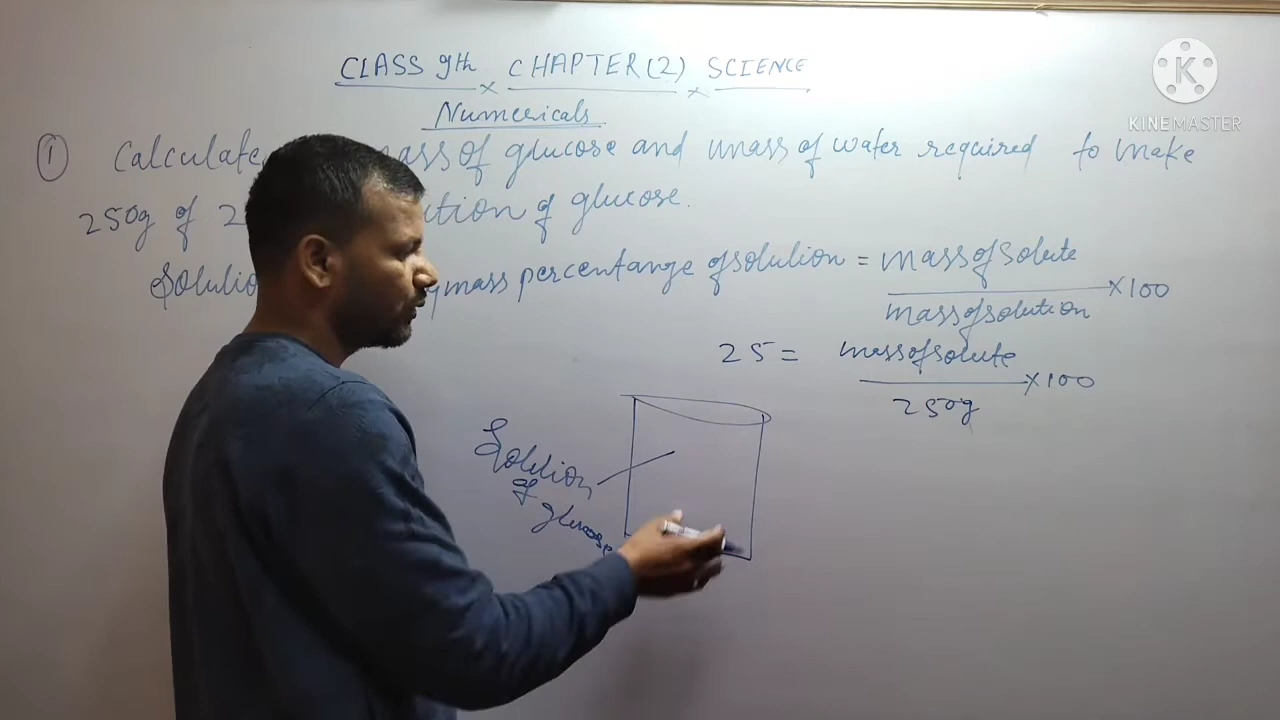 CLASS 9th × CHAPTER(2) × SCIENCE
Numericals
① Calculate mass of glucose and mass of water required to make
250g of 2 of glucose.
mass percentange of solution = mass of solute
× 100
mass of solution
25 = mass of solute
× 100
250g
Solution
of
glucose
KINEMASTER